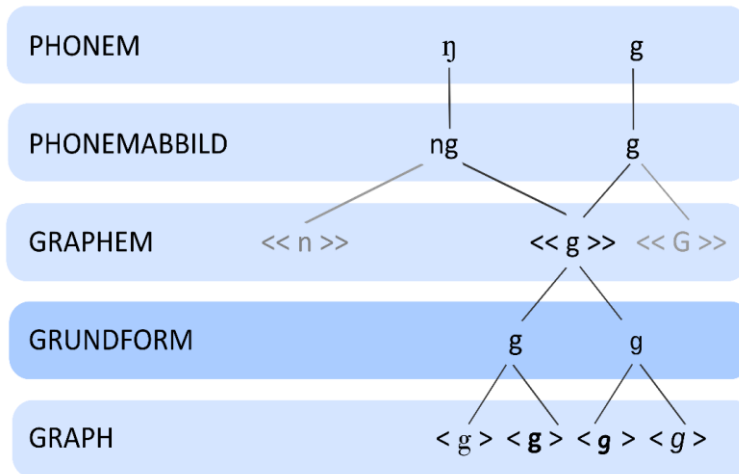 PHONEM ŋ g
PHONEMABBILD ng g
GRAPHEM << n >> << g >> << G >>
GRUNDFORM g ɡ
GRAPH < g > < g > < g > < g >